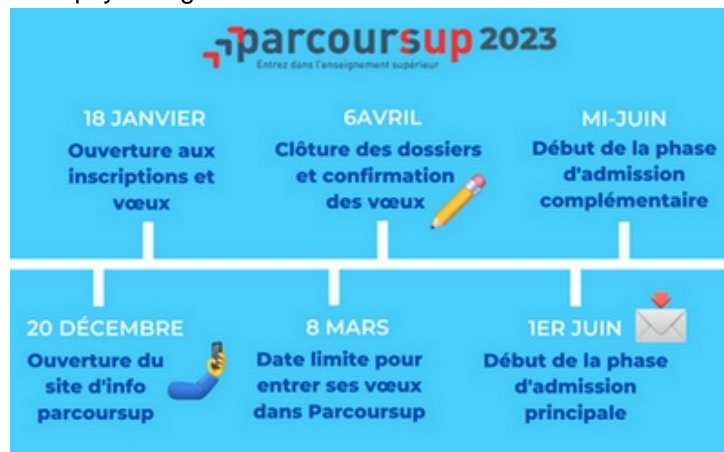 parcoursup 2023
Entrez dans l'enseignement supérieur
18 JANVIER
Ouverture aux
inscriptions et
vœux
6AVRIL
Clôture des dossiers
et confirmation
des vœux
MI-JUIN
Début de la phase
d'admission
complémentaire
20 DÉCEMBRE
Ouverture du
site d'info
parcoursup
8 MARS
Date limite pour
entrer ses vœux
dans Parcoursup
1ER JUIN
Début de la phase
d'admission
principale